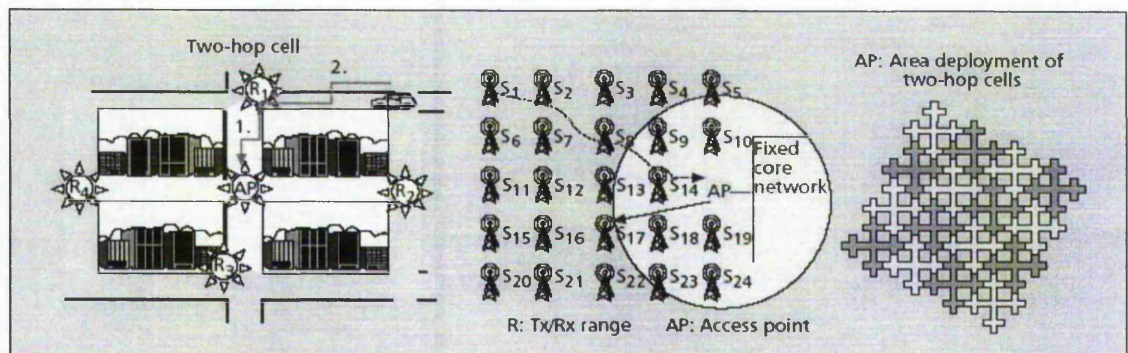 Two-hop cell
R1
2.
1.
R4
AP
R2
R3
S1 S2 S3 S4 S5
S6 S7 S8 S9 S10
S11 S12 S13 S14
AP
Fixed
core
network
S15 S16 S17 S18 S19
S20 S21 S22 S23 S24
R: Tx/Rx range AP: Access point
AP: Area deployment of
two-hop cells